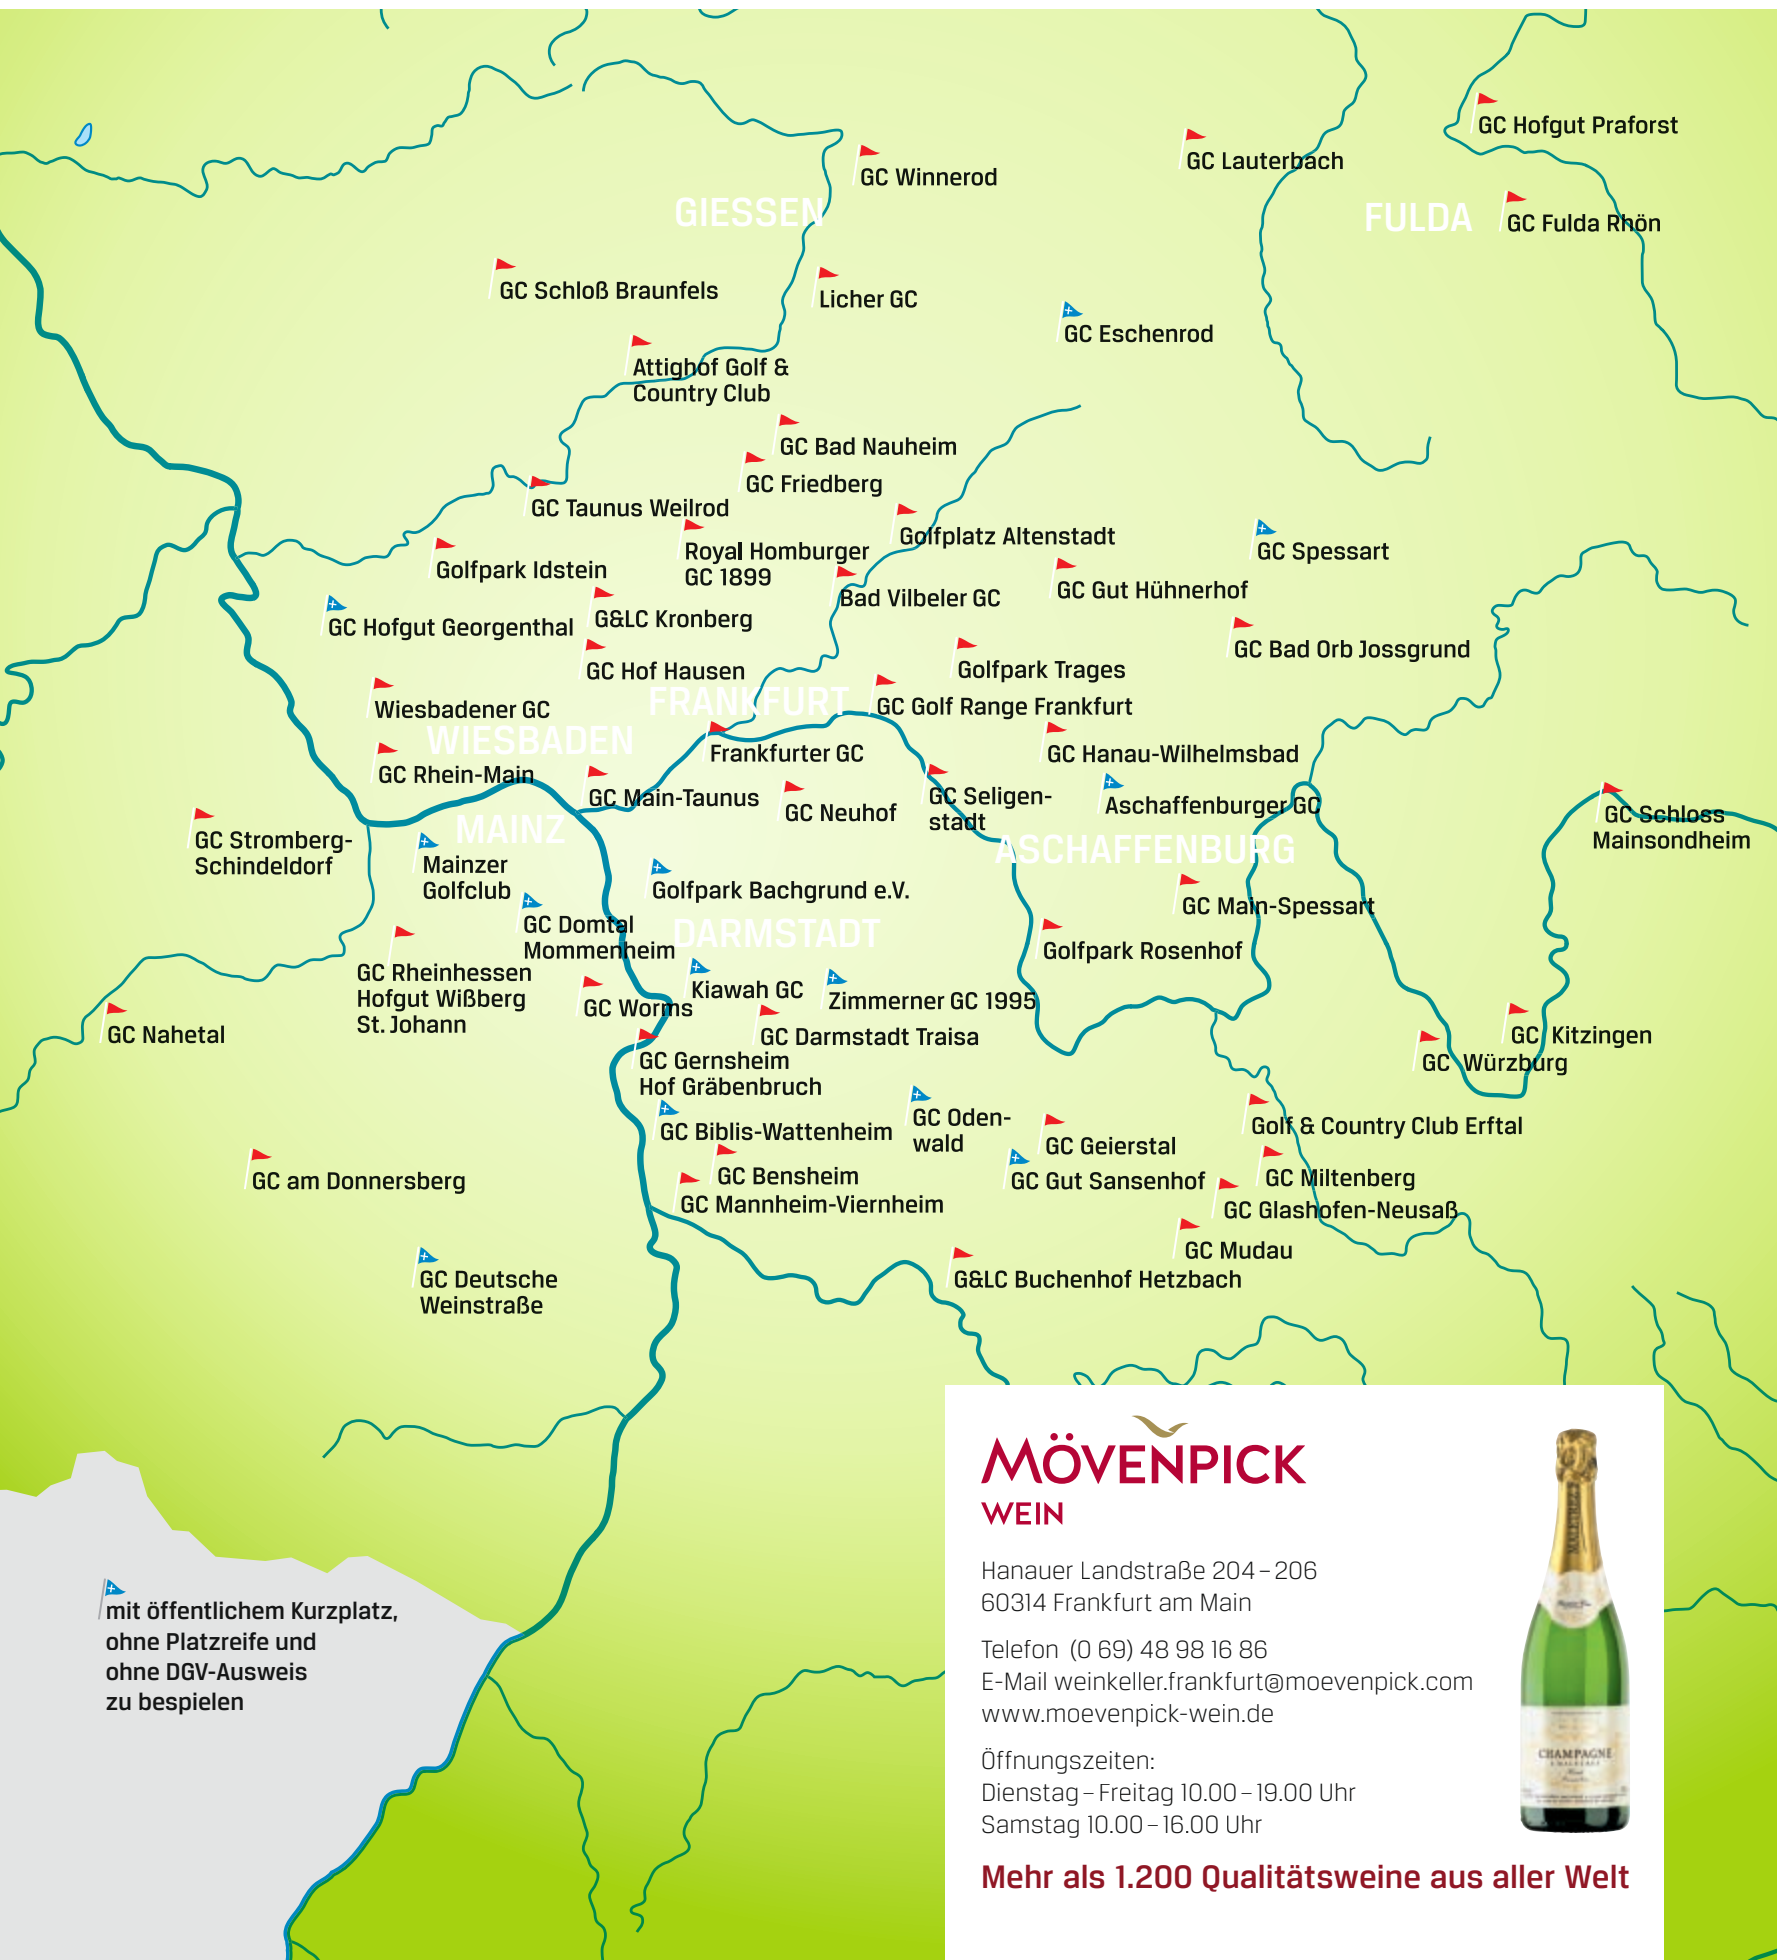 GC Hofgut Praforst
GC Lauterbach
GC Winnerod
GIESSEN
FULDA
GC Fulda Rhön
GC Schloß Braunfels
Licher GC
GC Eschenrod
Attighof Golf &
Country Club
GC Bad Nauheim
GC Friedberg
GC Taunus Weilrod
Golfplatz Altenstadt
Royal Homburger
GC 1899
GC Spessart
Golfpark Idstein
Bad Vilbeler GC
GC Gut Hühnerhof
GC Hofgut Georgenthal
G&LC Kronberg
GC Bad Orb Jossgrund
GC Hof Hausen
Golfpark Trages
FRANKFURT
Wiesbadener GC
GC Golf Range Frankfurt
WIESBADEN
Frankfurter GC
GC Hanau-Wilhelmsbad
GC Rhein-Main
GC Main-Taunus
GC Neuhof
GC Seligen-
stadt
Aschaffenburger GC
GC Schloss
Mainsondheim
GC Stromberg-
Schindeldorf
MAINZ
ASCHAFFENBURG
Mainzer
Golfclub
Golfpark Bachgrund e.V.
GC Main-Spessart
GC Domtal
Mommenheim
DARMSTADT
Golfpark Rosenhof
GC Rheinhessen
Hofgut Wißberg
St. Johann
GC Worms
Kiawah GC
Zimmerner GC 1995
GC Nahetal
GC Darmstadt Traisa
GC Kitzingen
GC Würzburg
GC Gernsheim
Hof Gräbenbruch
GC Biblis-Wattenheim
GC Oden-
wald
GC Geierstal
Golf & Country Club Erftal
GC am Donnersberg
GC Bensheim
GC Gut Sansenhof
GC Miltenberg
GC Mannheim-Viernheim
GC Glashofen-Neusaß
GC Mudau
GC Deutsche
Weinstraße
G&LC Buchenhof Hetzbach
mit öffentlichem Kurzplatz,
ohne Platzreife und
ohne DGV-Ausweis
zu bespielen
MÖVENPICK
WEIN
Hanauer Landstraße 204–206
60314 Frankfurt am Main
Telefon (0 69) 48 98 16 86
E-Mail weinkeller.frankfurt@moevenpick.com
www.moevenpick-wein.de
Öffnungszeiten:
Dienstag–Freitag 10.00–19.00 Uhr
Samstag 10.00–16.00 Uhr
Mehr als 1.200 Qualitätsweine aus aller Welt
CHAMPAGNE